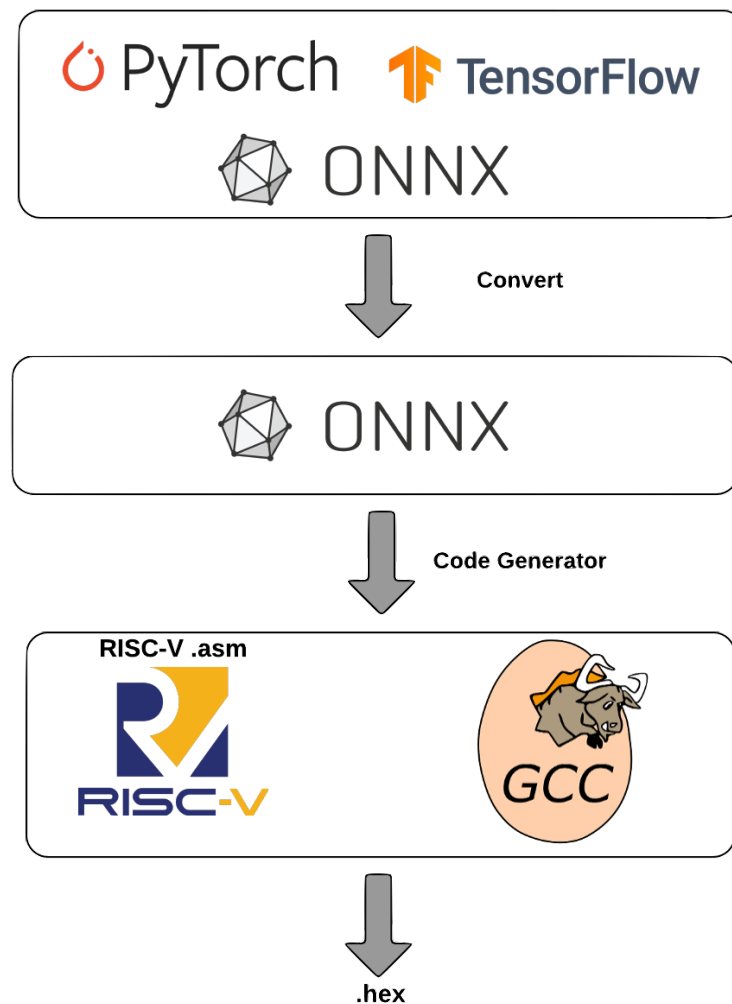 PyTorch TensorFlow
ONNX
Convert
ONNX
Code Generator
RISC-V .asm
RISC-V
GCC
.hex